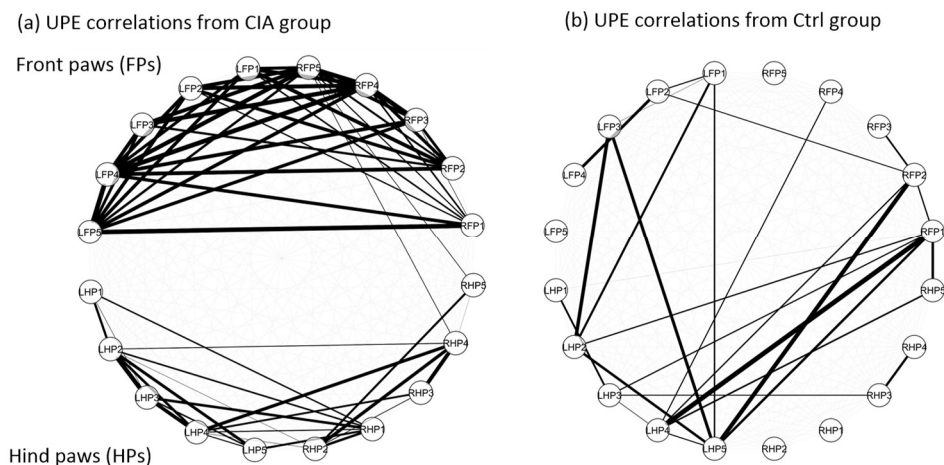 (a) UPE correlations from CIA group
(b) UPE correlations from Ctrl group
Front paws (FPs)
LFP1
RFP5
LFP2
RFP4
LFP3
RFP3
LFP4
RFP2
LFP5
RFP1
LHP1
RHP5
LHP2
RHP4
LHP3
RHP3
LHP4
RHP1
LHP5
RHP2
Hind paws (HPs)
LFP1
RFP5
LFP2
RFP4
LFP3
RFP3
LFP4
RFP2
LFP5
RFP1
LHP1
RHP5
LHP2
RHP4
LHP3
RHP3
LHP4
RHP1
LHP5
RHP2